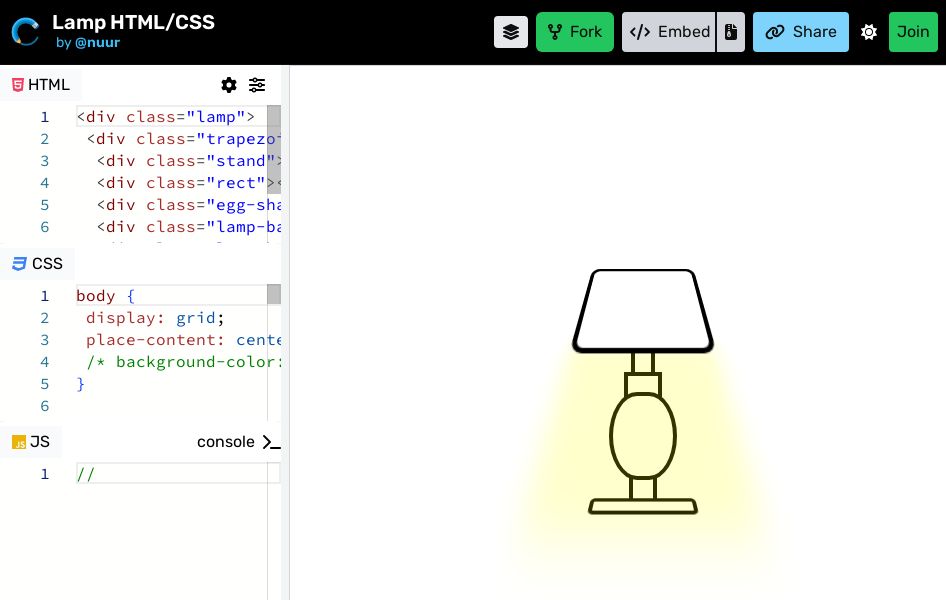 Lamp HTML/CSS
by @nuur
Fork
</> Embed
Share
Join
HTML
1 <div class="lamp">
2 <div class="trapezoi
3 <div class="stand">
4 <div class="rect"><
5 <div class="egg-sha
6 <div class="lamp-ba
CSS
1 body {
2 display: grid;
3 place-content: cente
4 /* background-color:
5 }
6
JS
console >_
1 //